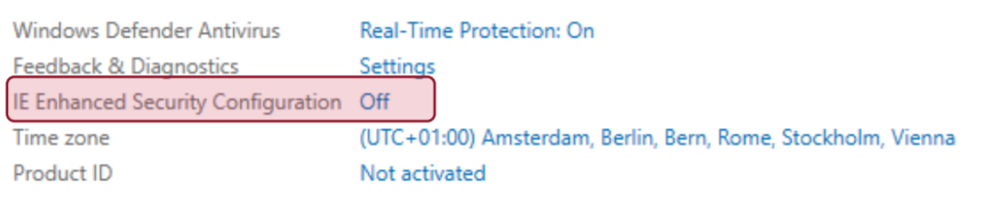 Windows Defender Antivirus Real-Time Protection: On
Feedback & Diagnostics Settings
IE Enhanced Security Configuration Off
Time zone (UTC+01:00) Amsterdam, Berlin, Bern, Rome, Stockholm, Vienna
Product ID Not activated